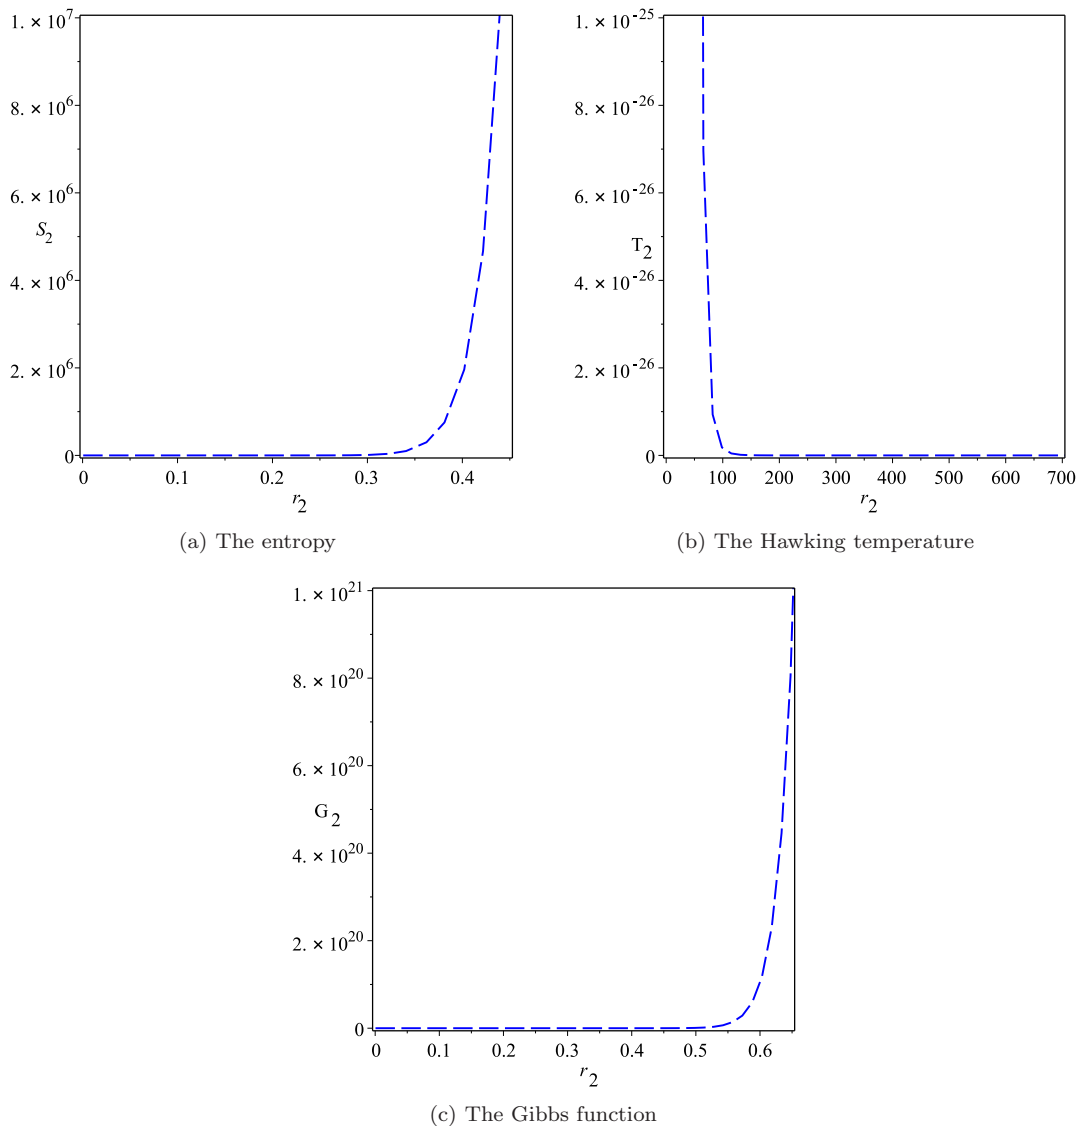 1. × 10^7
8. × 10^6
6. × 10^6
S_2
4. × 10^6
2. × 10^6
0
0 0.1 0.2 0.3 0.4
r_2
(a) The entropy
1. × 10^-25
8. × 10^-26
6. × 10^-26
T_2
4. × 10^-26
2. × 10^-26
0
0 100 200 300 400 500 600 700
r_2
(b) The Hawking temperature
1. × 10^21
8. × 10^20
6. × 10^20
G_2
4. × 10^20
2. × 10^20
0
0 0.1 0.2 0.3 0.4 0.5 0.6
r_2
(c) The Gibbs function